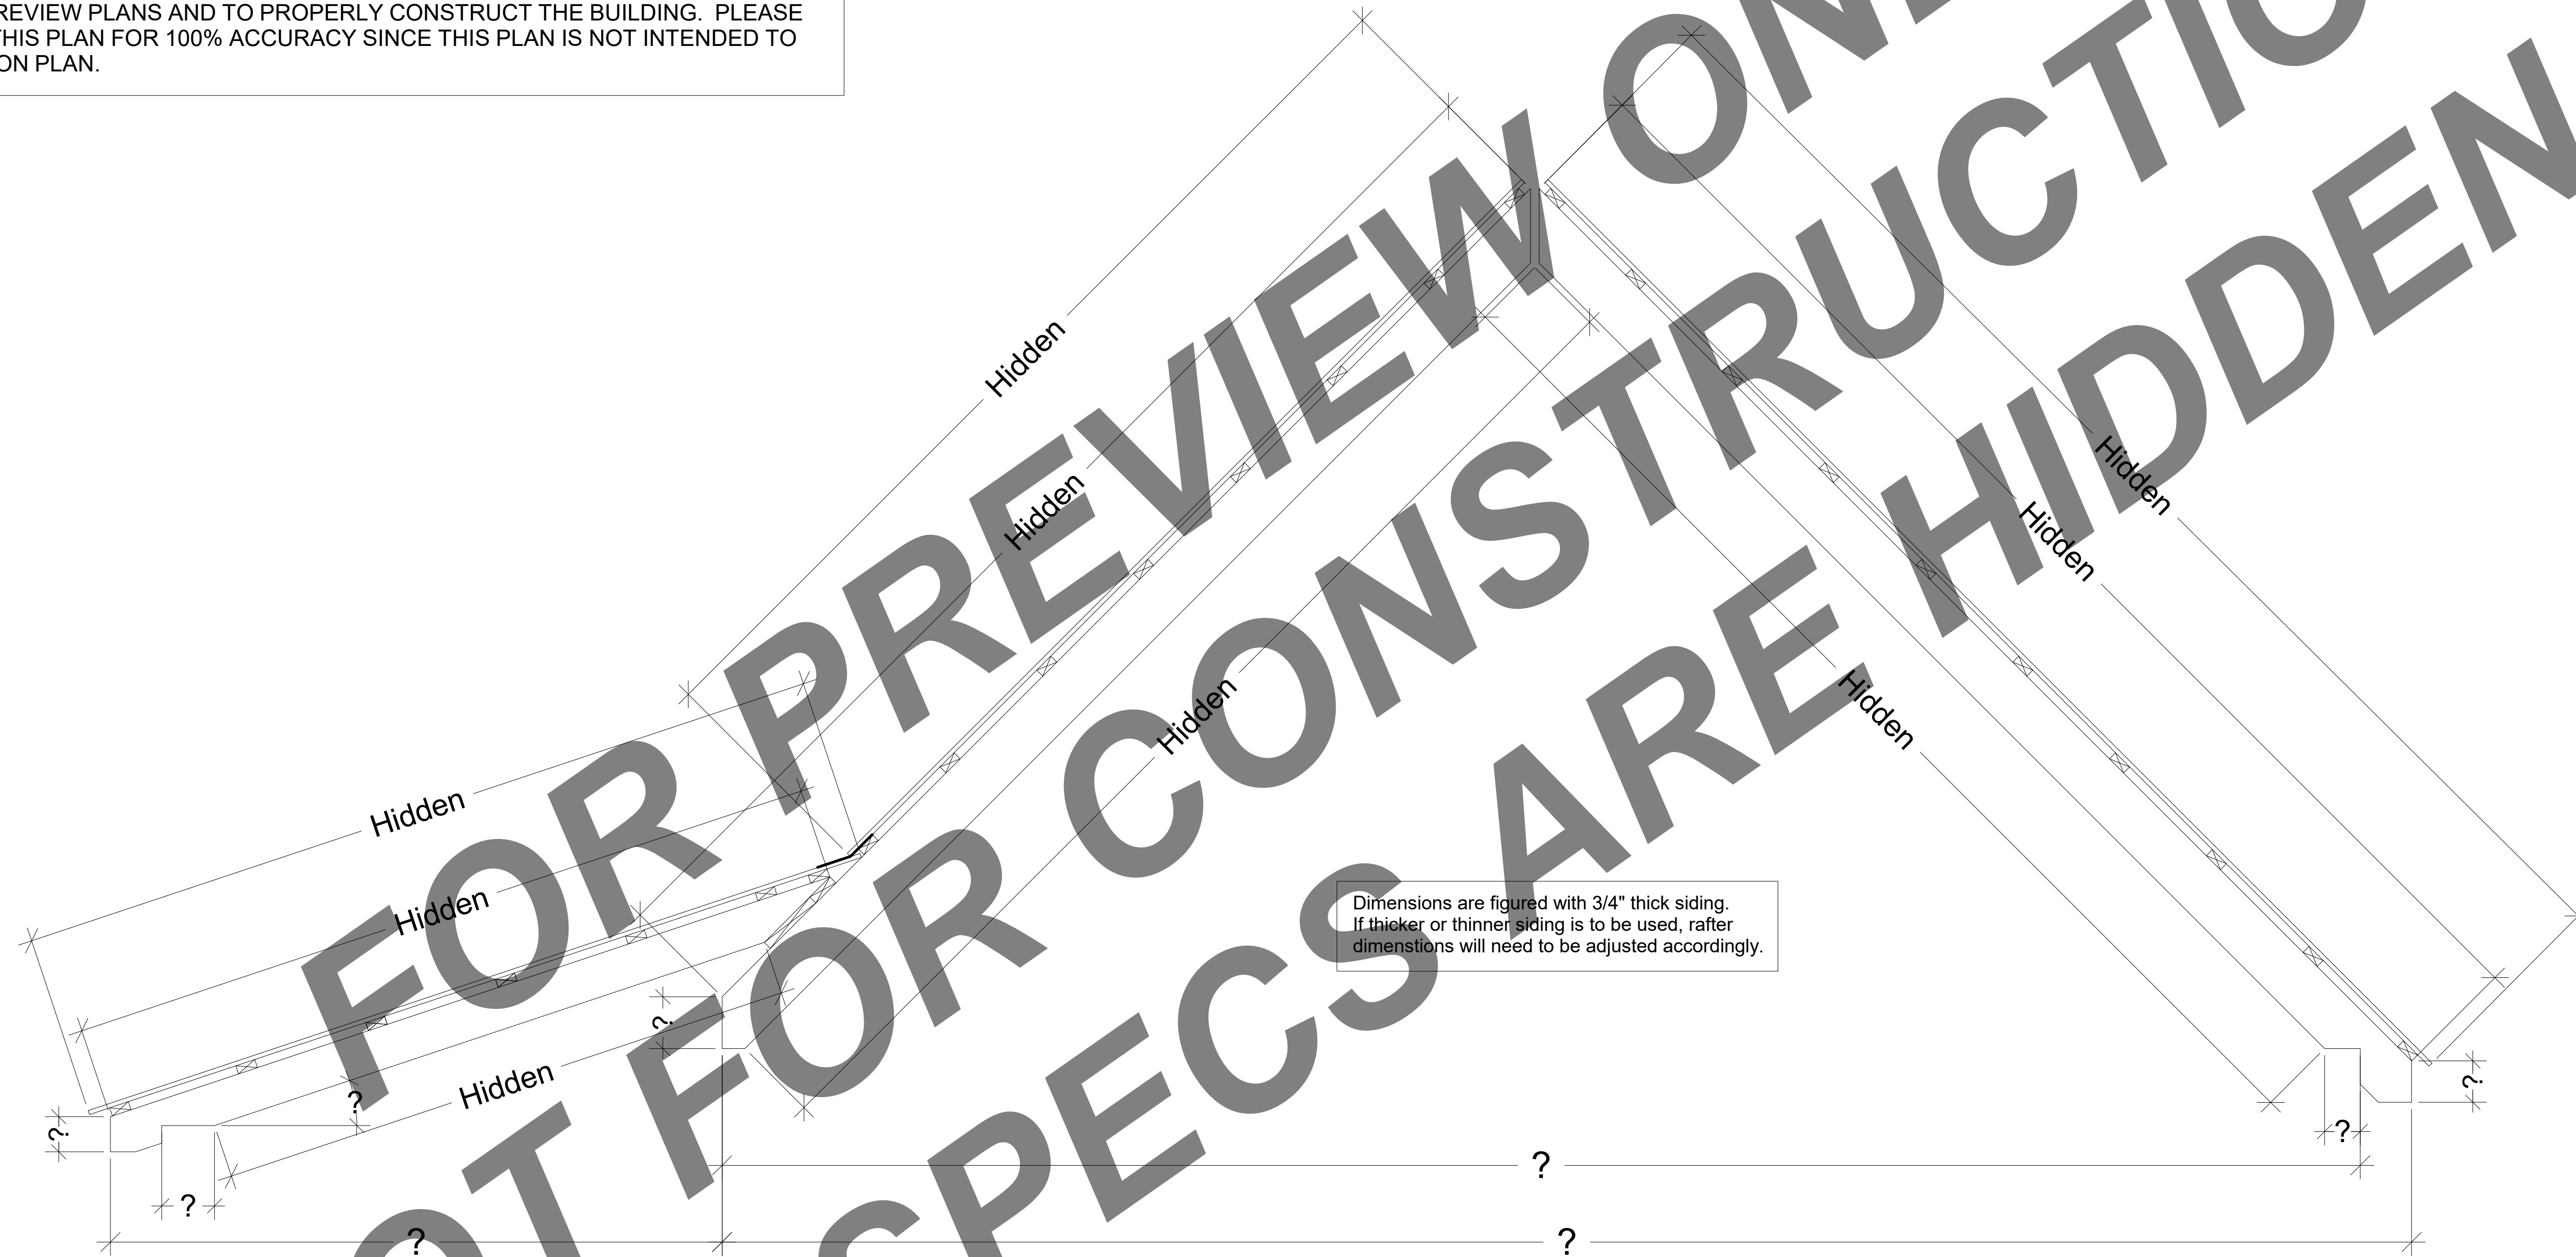 REVIEW PLANS AND TO PROPERLY CONSTRUCT THE BUILDING.  PLEASE
THIS PLAN FOR 100% ACCURACY SINCE THIS PLAN IS NOT INTENDED TO
ON PLAN.
FOR PREVIEW ONL
OT FOR CONSTRUCTIO
SPECS ARE HIDDEN
Hidden
Hidden
Hidden
Hidden
Hidden
Hidden
Hidden
Hidden
Hidden
Dimensions are figured with 3/4" thick siding.
If thicker or thinner siding is to be used, rafter
dimenstions will need to be adjusted accordingly.
?
?
?
?
?
?
?
?
?